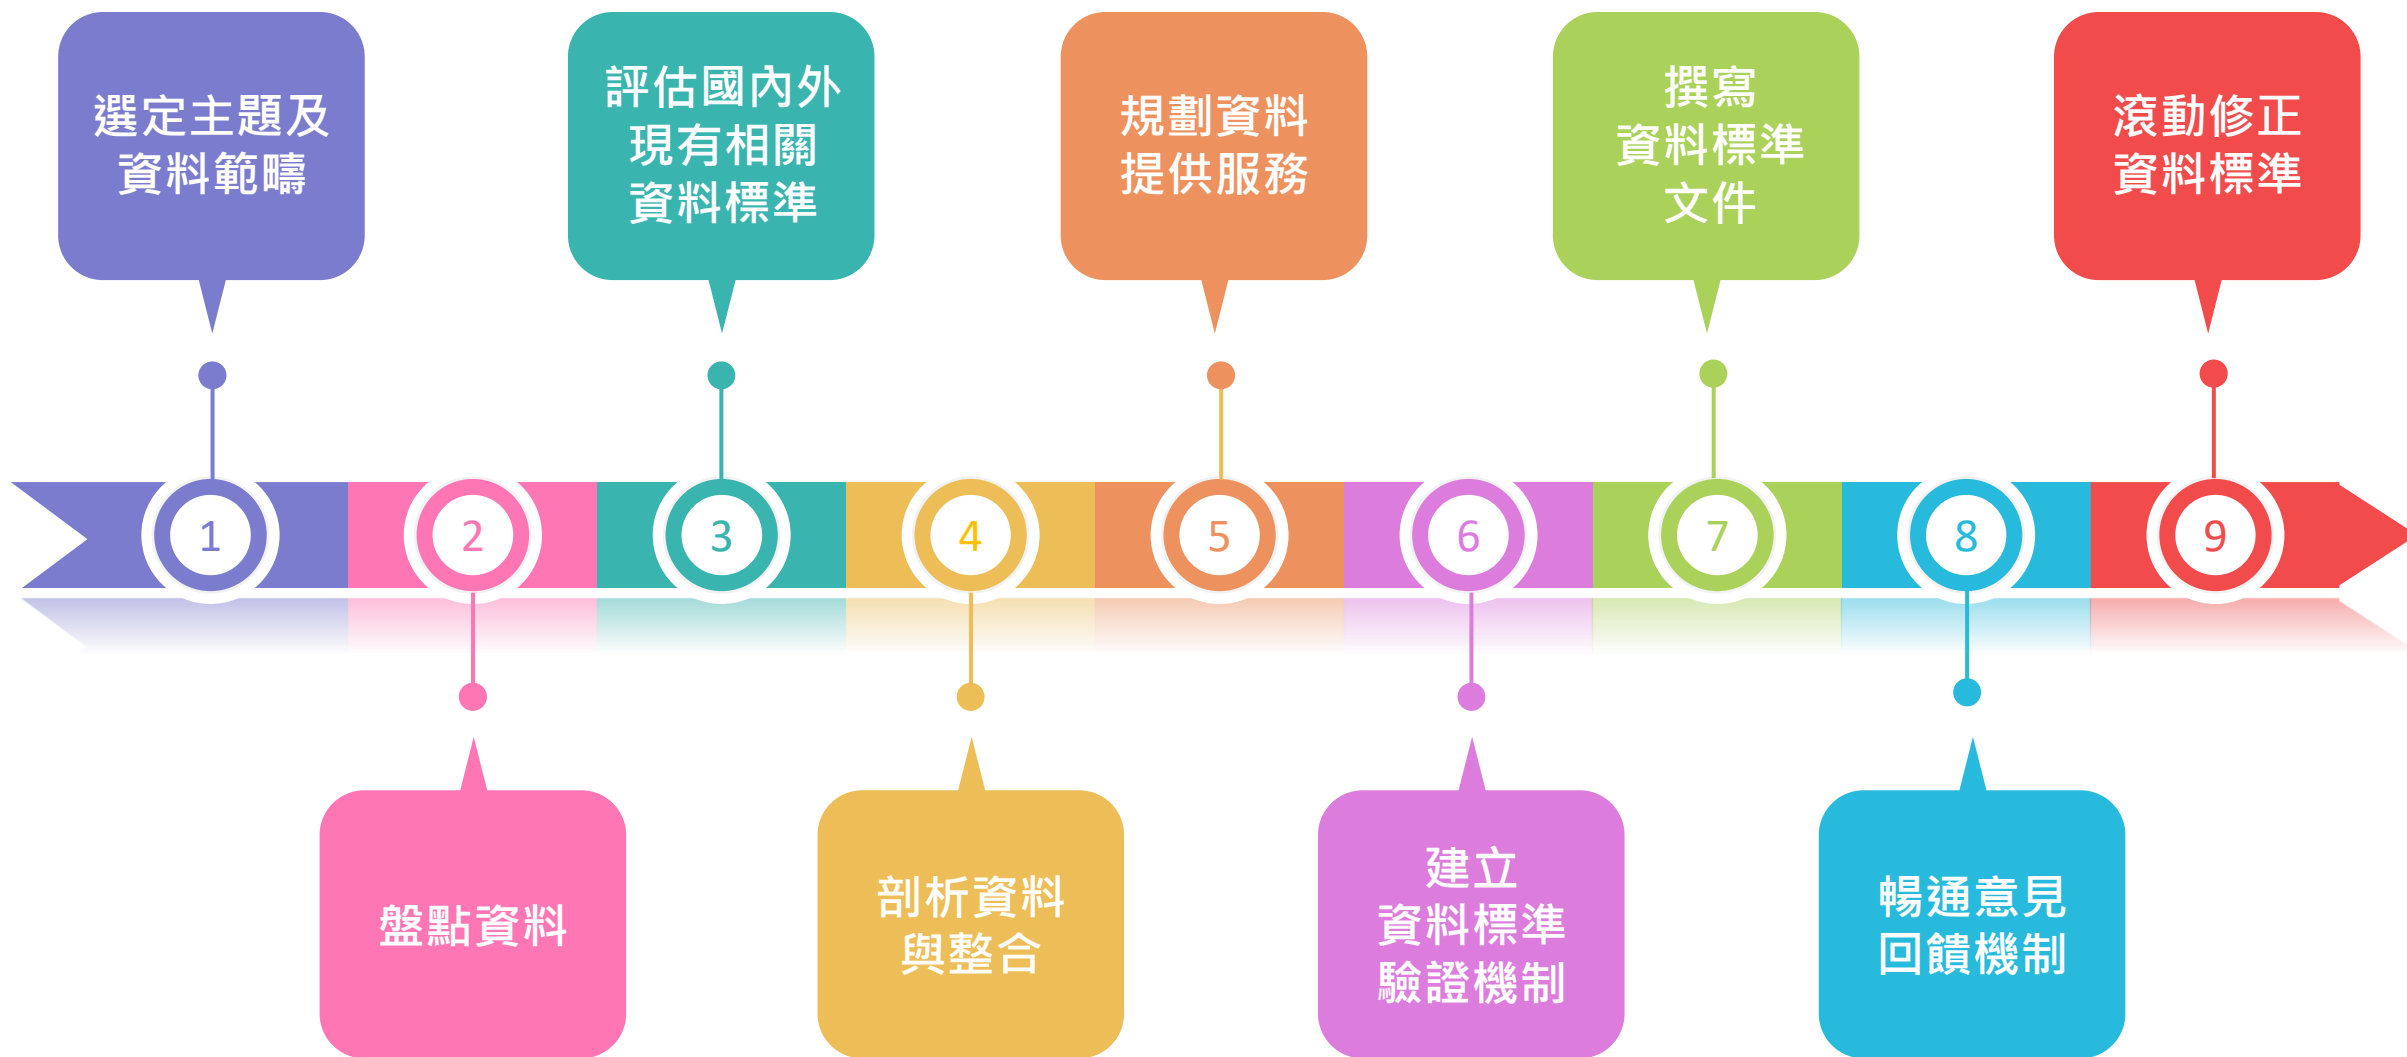 選定主題及
資料範疇
評估國內外
現有相關
資料標準
規劃資料
提供服務
撰寫
資料標準
文件
滾動修正
資料標準
1
2
3
4
5
6
7
8
9
盤點資料
剖析資料
與整合
建立
資料標準
驗證機制
暢通意見
回饋機制